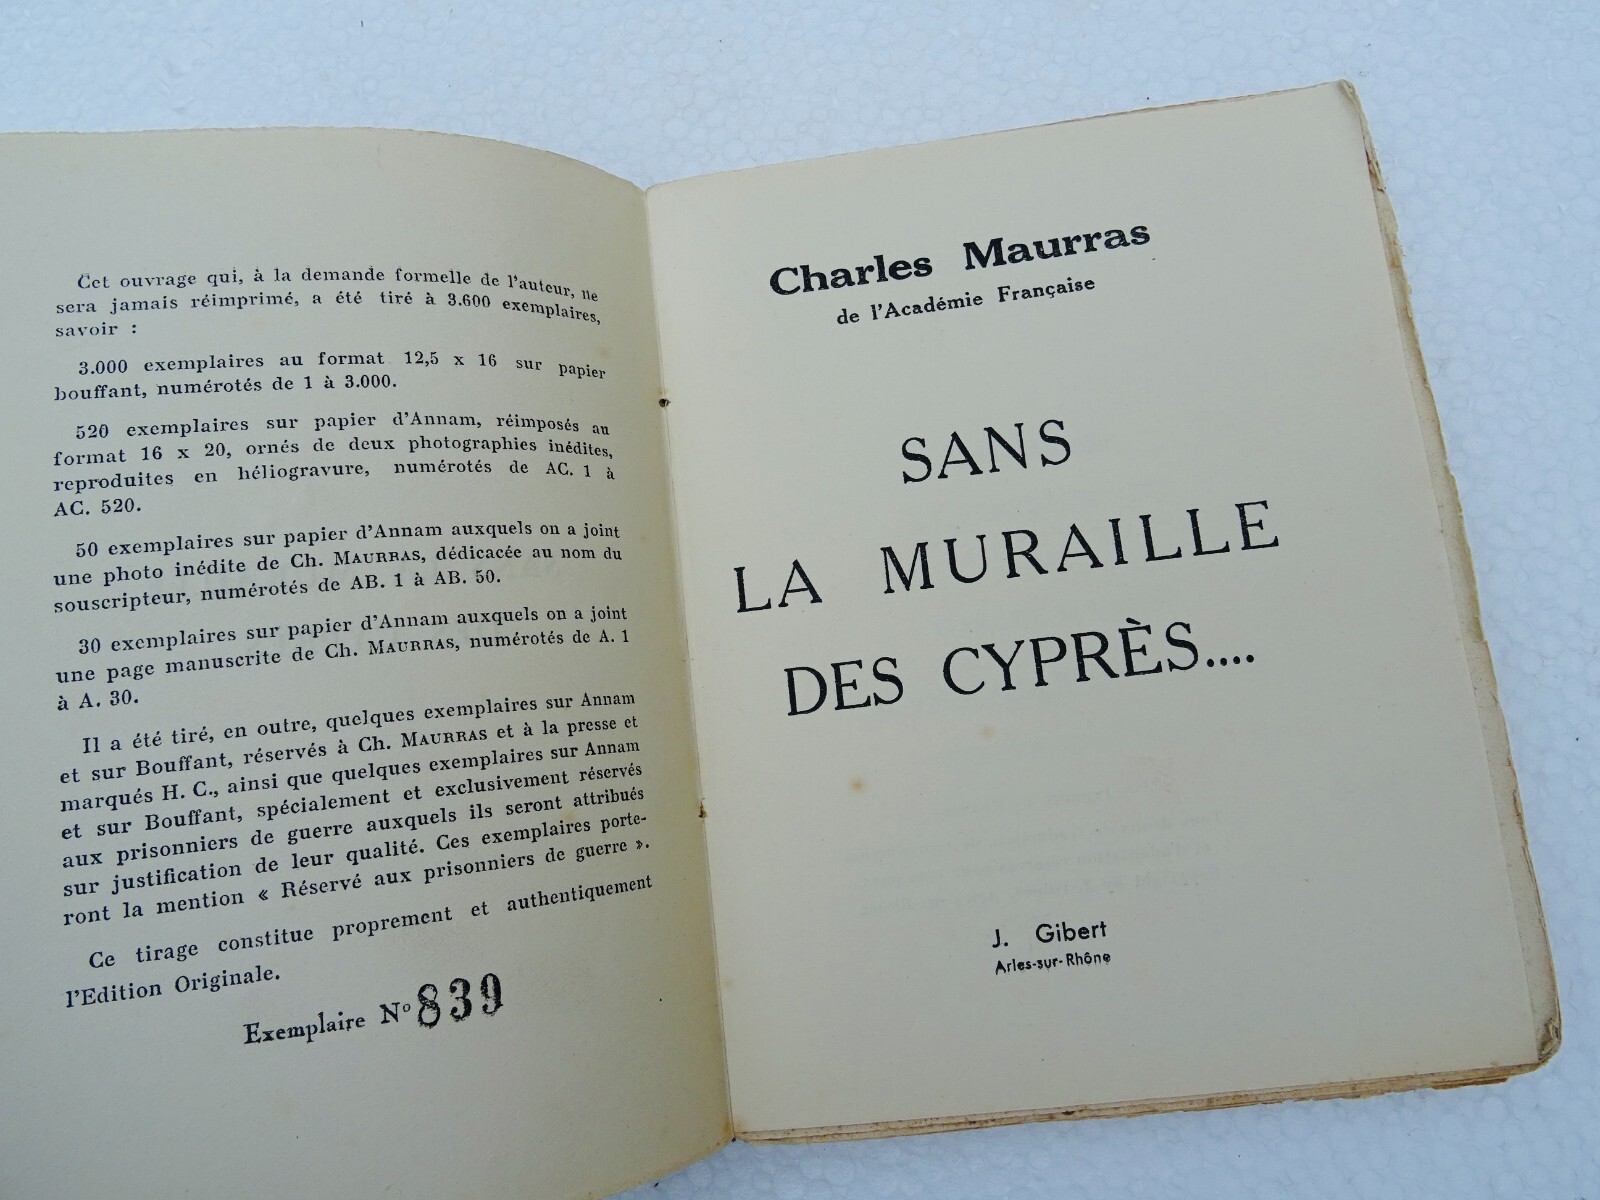 Cet ouvrage qui, à la demande formelle de l'auteur, ne
sera jamais réimprimé, a été tiré à 3.600 exemplaires,
savoir :
3.000 exemplaires au format 12,5 x 16 sur papier
bouffant, numérotés de 1 à 3.000.
520 exemplaires sur papier d'Annam, réimposés au
format 16 x 20, ornés de deux photographies inédites,
reproduites en héliogravure, numérotés de AC. 1 à
AC. 520.
50 exemplaires sur papier d'Annam auxquels on a joint
une photo inédite de Ch. MAURRAS, dédicacée au nom du
souscripteur, numérotés de AB. 1 à AB. 50.
30 exemplaires sur papier d'Annam auxquels on a joint
une page manuscrite de Ch. MAURRAS, numérotés de A. 1
à A. 30.
Il a été tiré, en outre, quelques exemplaires sur Annam
et sur Bouffant, réservés à Ch. MAURRAS et à la presse et
marqués H. C., ainsi que quelques exemplaires sur Annam
et sur Bouffant, spécialement et exclusivement réservés
aux prisonniers de guerre auxquels ils seront attribués
sur justification de leur qualité. Ces exemplaires porte-
ront la mention « Réservé aux prisonniers de guerre ».
Ce tirage constitue proprement et authentiquement
l'Edition Originale.
Exemplaire N° 839
Charles Maurras
de l'Académie Française
SANS
LA MURAILLE
DES CYPRÈS....
J. Gibert
Arles-sur-Rhône